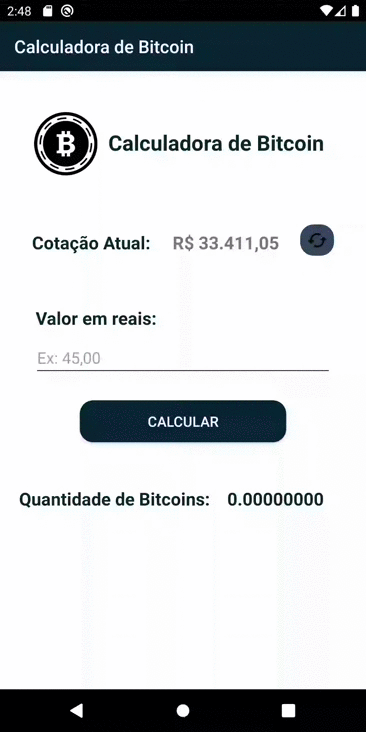 2:48
Calculadora de Bitcoin
Calculadora de Bitcoin
Cotação Atual: R$ 33.411,05
Valor em reais:
Ex: 45,00
CALCULAR
Quantidade de Bitcoins: 0.00000000